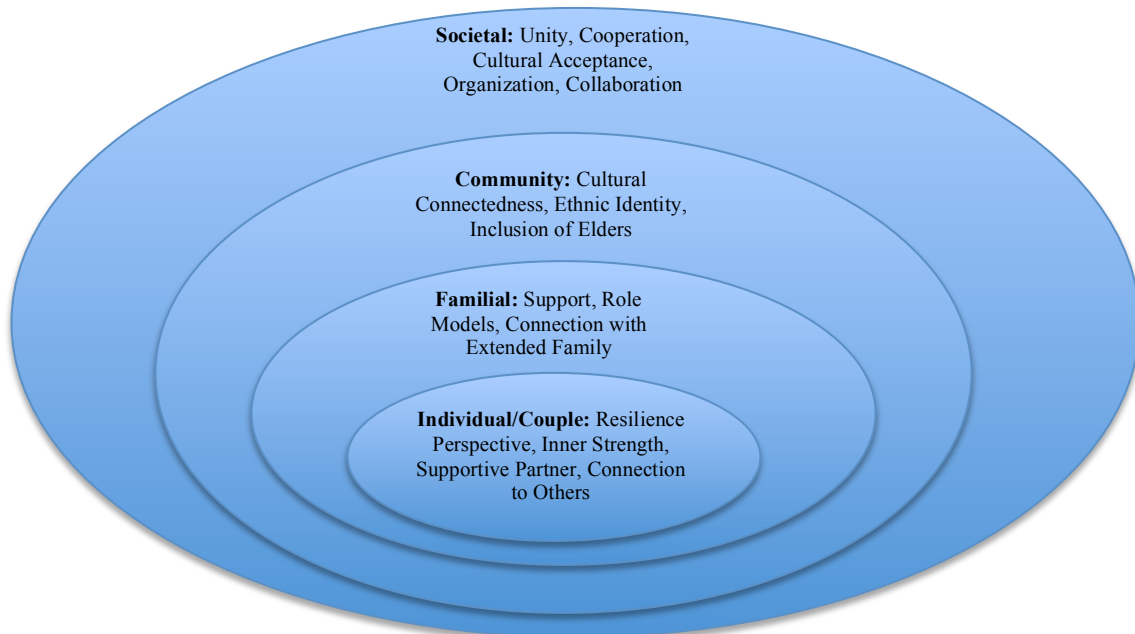 Societal: Unity, Cooperation,
Cultural Acceptance,
Organization, Collaboration
Community: Cultural
Connectedness, Ethnic Identity,
Inclusion of Elders
Familial: Support, Role
Models, Connection with
Extended Family
Individual/Couple: Resilience
Perspective, Inner Strength,
Supportive Partner, Connection
to Others